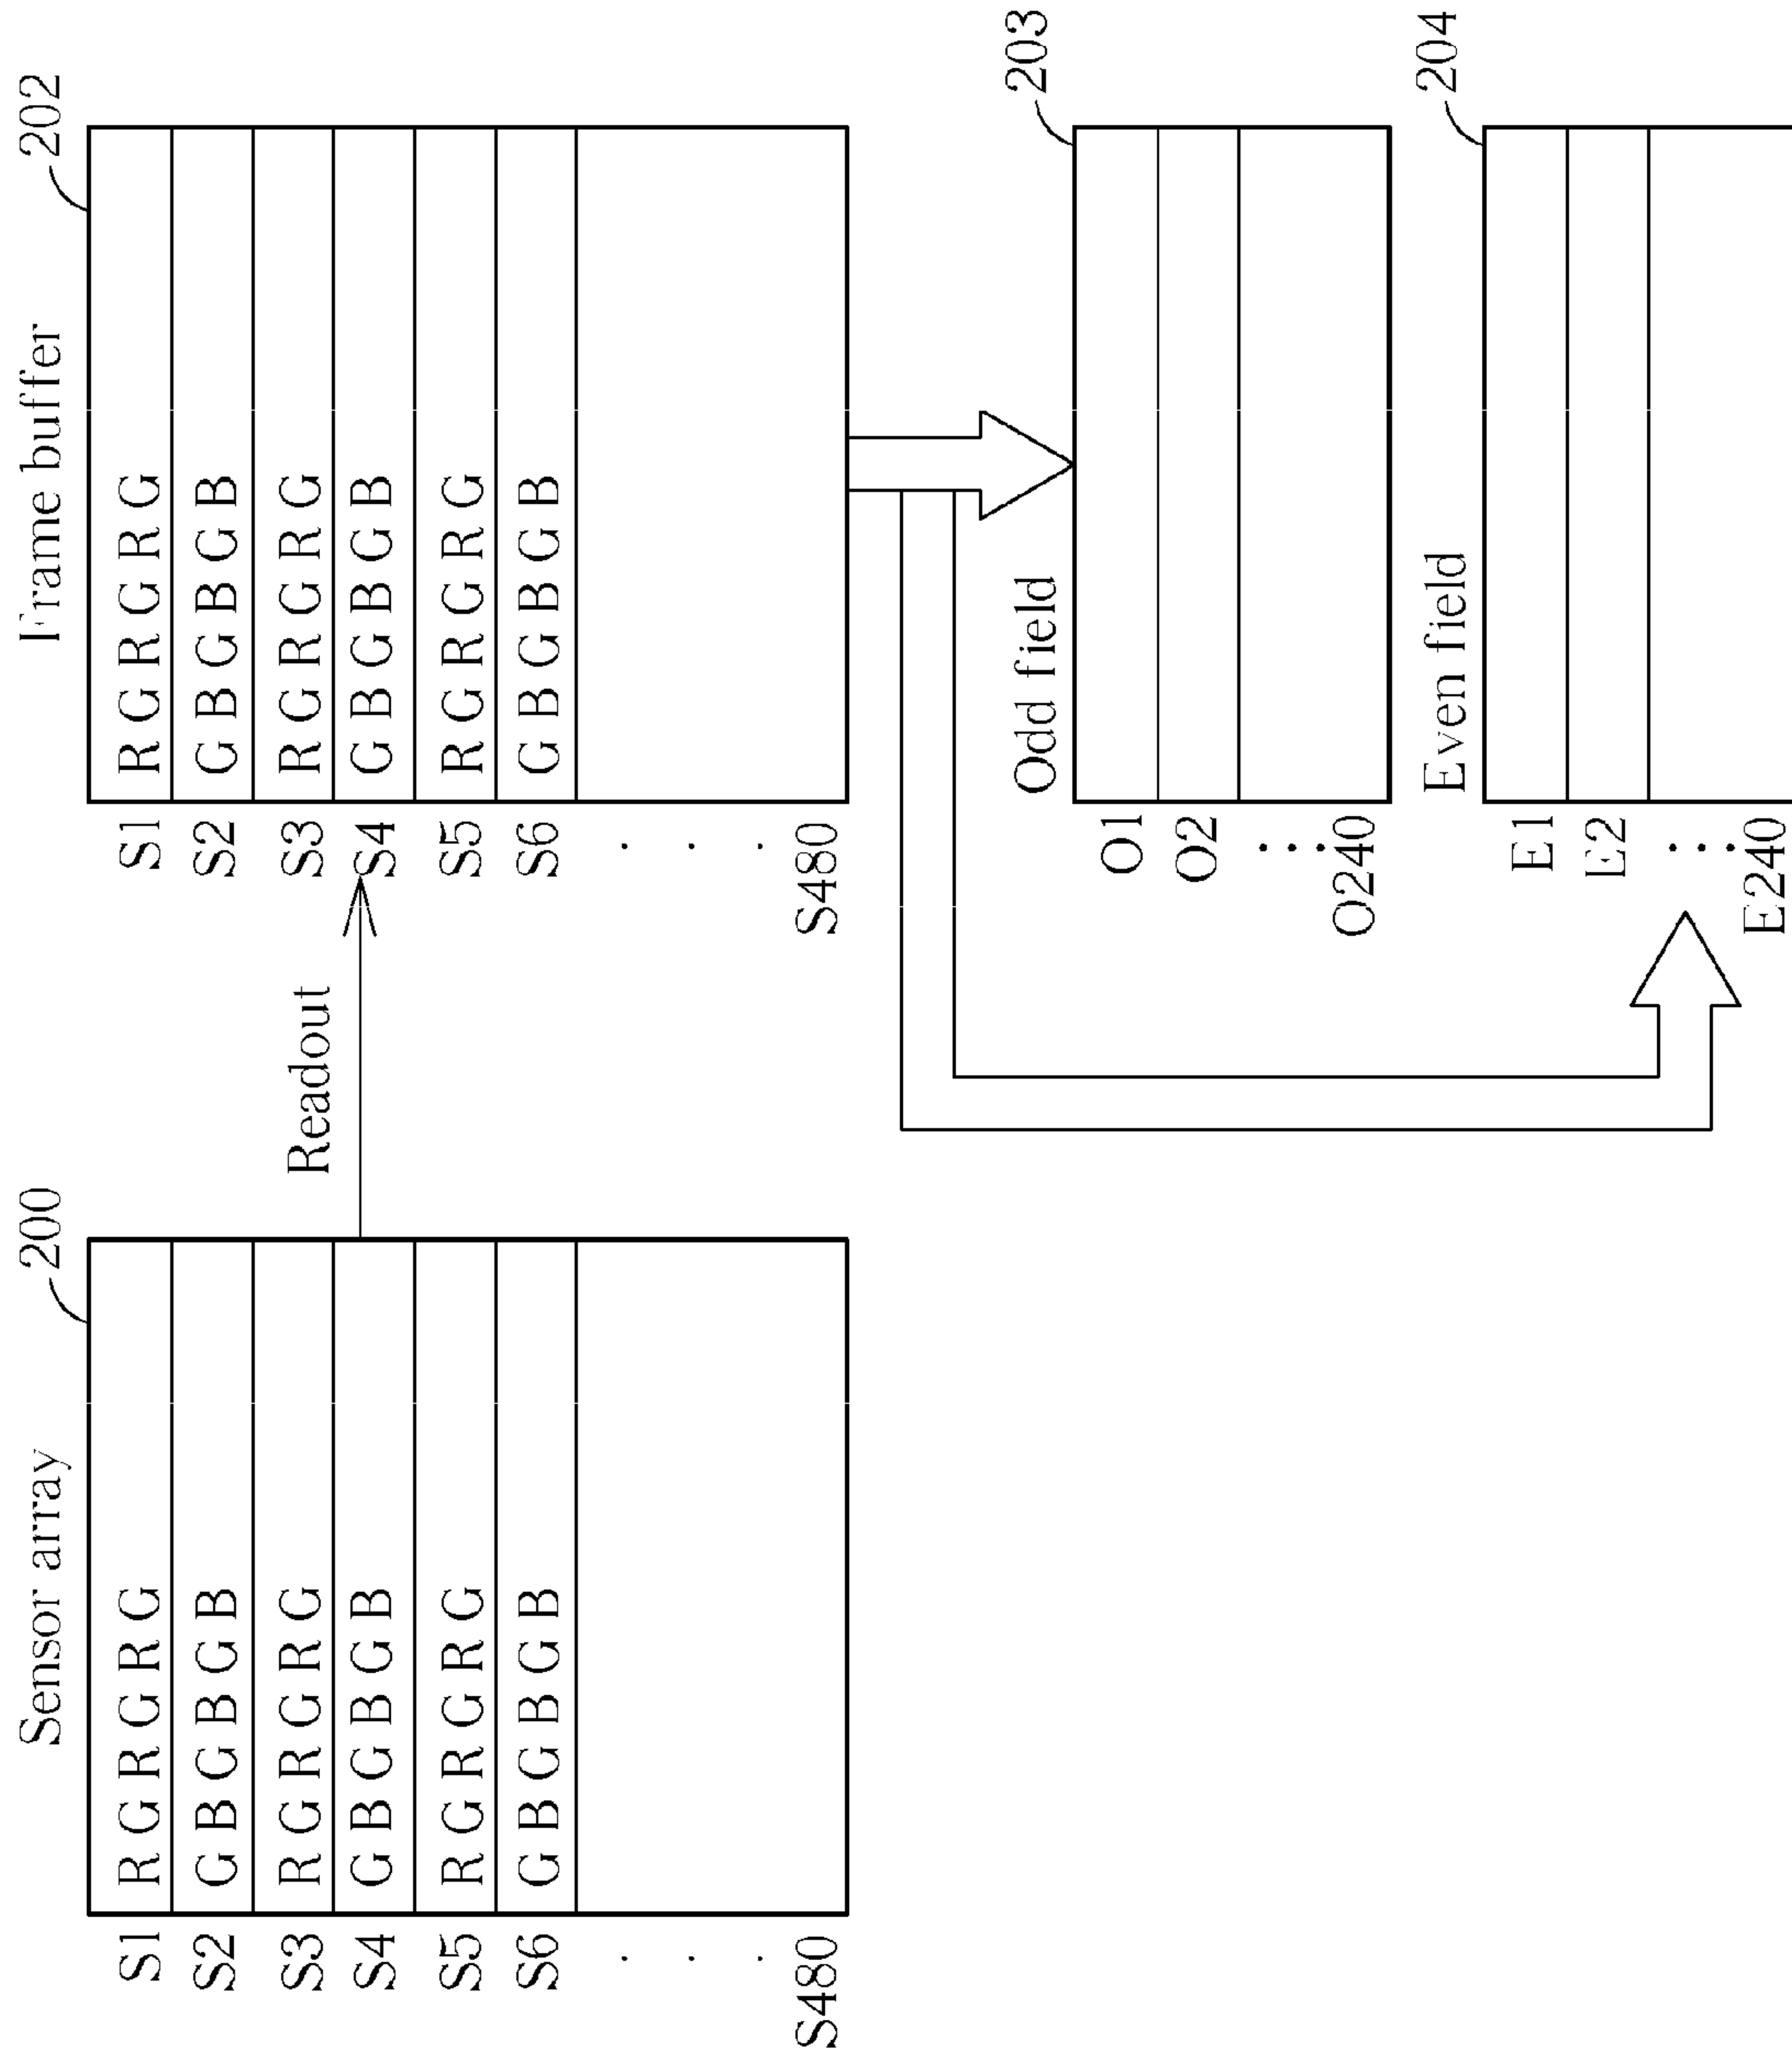 Sensor array
200
S1 R G R G R G
S2 G B G B G B
S3 R G R G R G
S4 G B G B G B
S5 R G R G R G
S6 G B G B G B
. . .
S480
Readout
Frame buffer
202
S1 R G R G R G
S2 G B G B G B
S3 R G R G R G
S4 G B G B G B
S5 R G R G R G
S6 G B G B G B
. . .
S480
Odd field
203
O1
O2
...
O240
Even field
204
E1
E2
...
E240